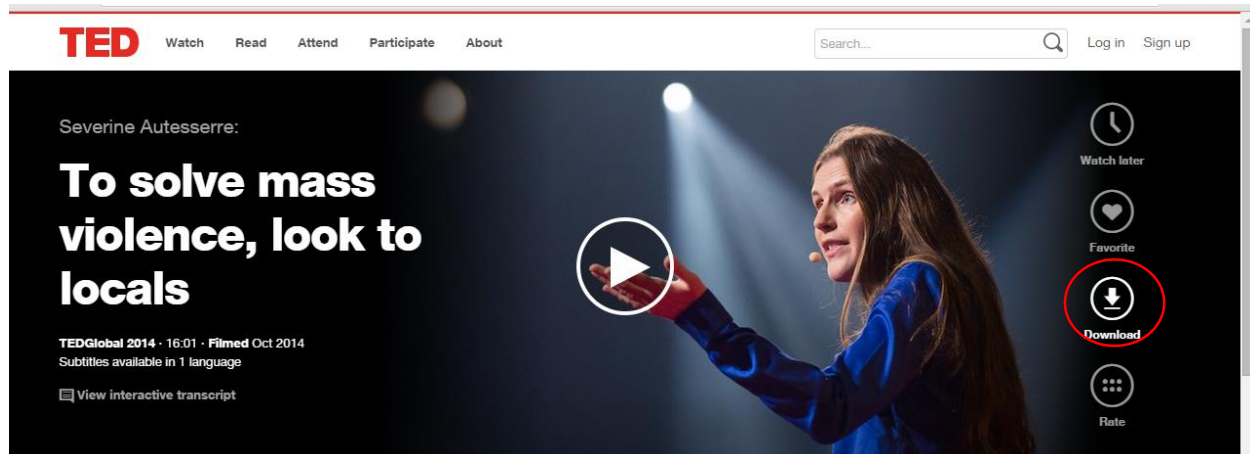 TED Watch Read Attend Participate About Search... Log in Sign up
Severine Autesserre:
To solve mass
violence, look to
locals
TEDGlobal 2014 · 16:01 · Filmed Oct 2014
Subtitles available in 1 language
View interactive transcript
Watch later
Favorite
Download
Rate